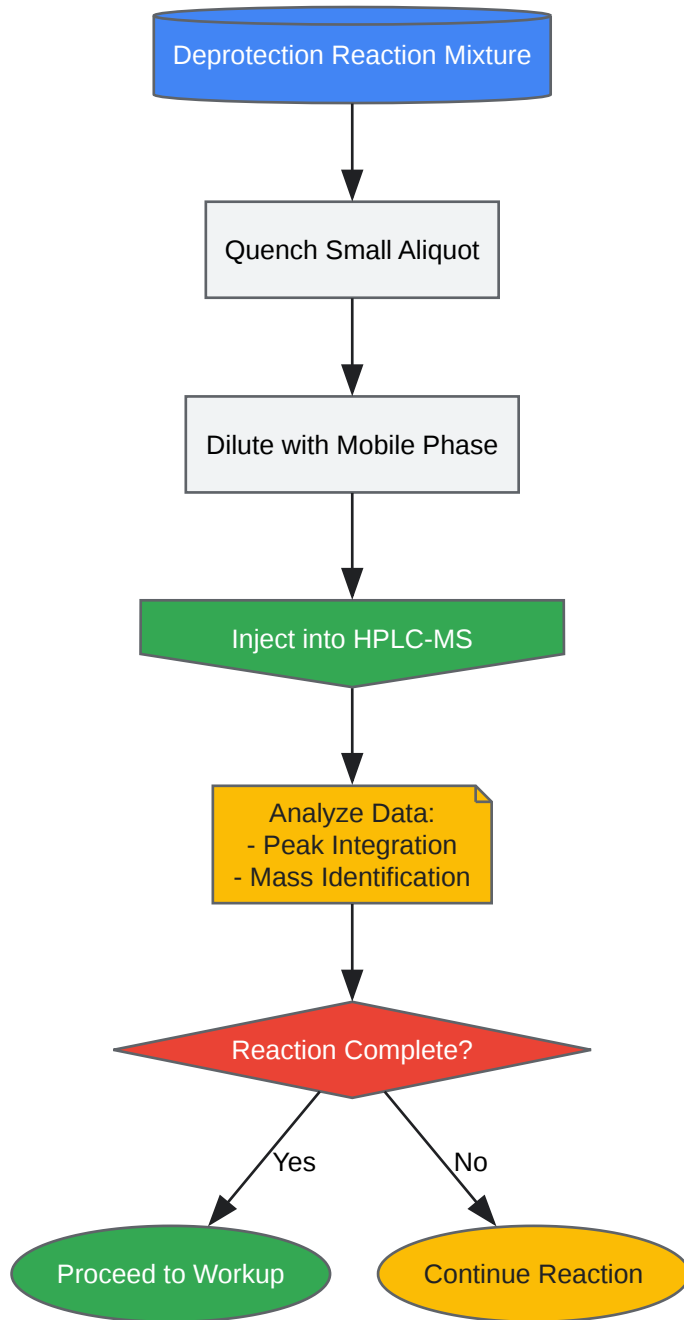 Deprotection Reaction Mixture
Quench Small Aliquot
Dilute with Mobile Phase
Inject into HPLC-MS
Analyze Data:
- Peak Integration
- Mass Identification
Reaction Complete?
Yes
No
Proceed to Workup
Continue Reaction